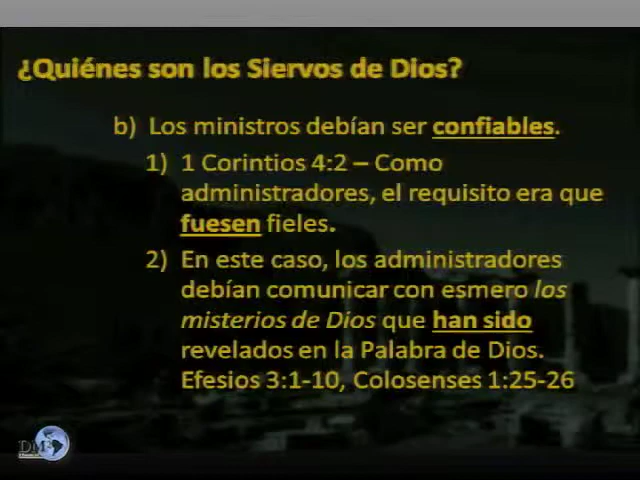 ¿Quiénes son los Siervos de Dios?
b) Los ministros debían ser confiables.
1) 1 Corintios 4:2 – Como
administradores, el requisito era que
fuesen fieles.
2) En este caso, los administradores
debían comunicar con esmero los
misterios de Dios que han sido
revelados en la Palabra de Dios.
Efesios 3:1-10, Colosenses 1:25-26